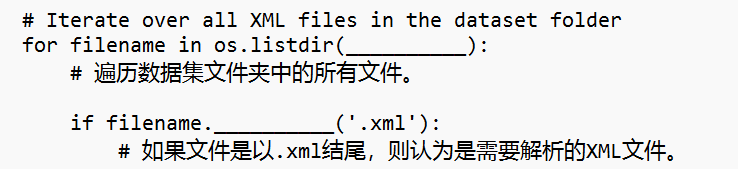 # Iterate over all XML files in the dataset folder
for filename in os.listdir(__________):
    # 遍历数据集文件夹中的所有文件。
    if filename.__________('.xml'):
        # 如果文件是以.xml结尾，则认为是需要解析的XML文件。